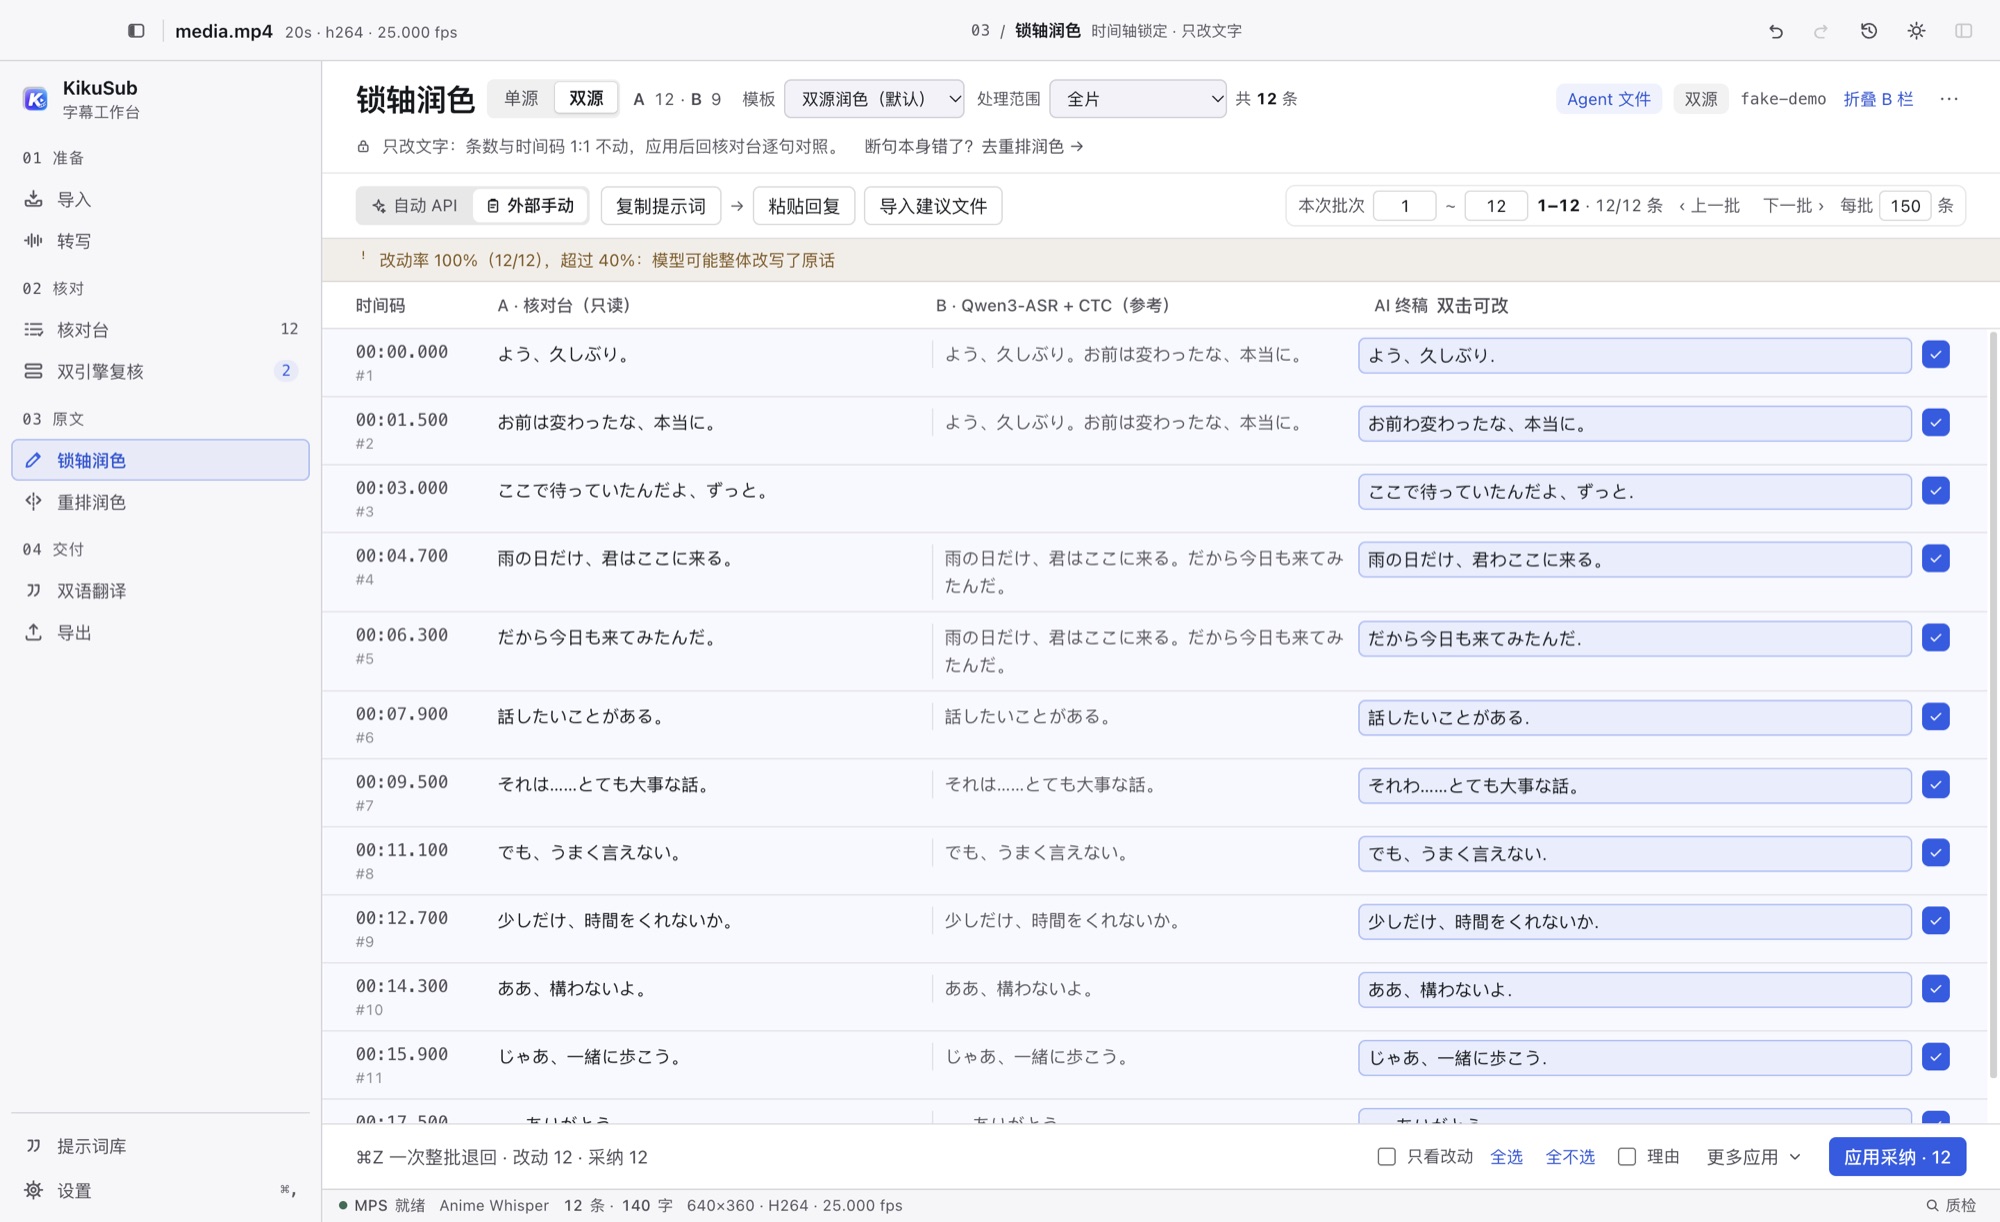 media.mp4 20s · h264 · 25.000 fps
03 / 锁轴润色 时间轴锁定 · 只改文字
KikuSub
字幕工作台
01 准备
导入
转写
02 核对
核对台 12
双引擎复核 2
03 原文
锁轴润色
重排润色
04 交付
双语翻译
导出
提示词库
设置 ⌘,
锁轴润色 单源 双源 A 12 · B 9 模板 双源润色（默认） 处理范围 全片 共 12 条
Agent 文件 双源 fake-demo 折叠 B 栏 ···
只改文字：条数与时间码 1:1 不动，应用后回核对台逐句对照。 断句本身错了？去重排润色 →
自动 API 外部手动 复制提示词 → 粘贴回复 导入建议文件
本次批次 1 ~ 12 1–12 · 12/12 条 ‹ 上一批 下一批 › 每批 150 条
! 改动率 100%（12/12），超过 40%：模型可能整体改写了原话
时间码 A · 核对台（只读） B · Qwen3-ASR + CTC（参考） AI 终稿 双击可改
00:00.000 よう、久しぶり。 よう、久しぶり。お前は変わったな、本当に。 よう、久しぶり.
#1
00:01.500 お前は変わったな、本当に。 よう、久しぶり。お前は変わったな、本当に。 お前わ変わったな、本当に。
#2
00:03.000 ここで待っていたんだよ、ずっと。 ここで待っていたんだよ、ずっと.
#3
00:04.700 雨の日だけ、君はここに来る。 雨の日だけ、君はここに来る。だから今日も来てみ 雨の日だけ、君わここに来る。
#4 たんだ。
00:06.300 だから今日も来てみたんだ。 雨の日だけ、君はここに来る。だから今日も来てみ だから今日も来てみたんだ.
#5 たんだ。
00:07.900 話したいことがある。 話したいことがある。 話したいことがある.
#6
00:09.500 それは……とても大事な話。 それは……とても大事な話。 それわ……とても大事な話。
#7
00:11.100 でも、うまく言えない。 でも、うまく言えない。 でも、うまく言えない.
#8
00:12.700 少しだけ、時間をくれないか。 少しだけ、時間をくれないか。 少しだけ、時間をくれないか.
#9
00:14.300 ああ、構わないよ。 ああ、構わないよ。 ああ、構わないよ.
#10
00:15.900 じゃあ、一緒に歩こう。 じゃあ、一緒に歩こう。 じゃあ、一緒に歩こう.
#11
00:17.500 ありがとう ありがとう
⌘Z 一次整批退回 · 改动 12 · 采纳 12
只看改动 全选 全不选 理由 更多应用 应用采纳 · 12
MPS 就绪 Anime Whisper 12 条 · 140 字 640×360 · H264 · 25.000 fps
质检